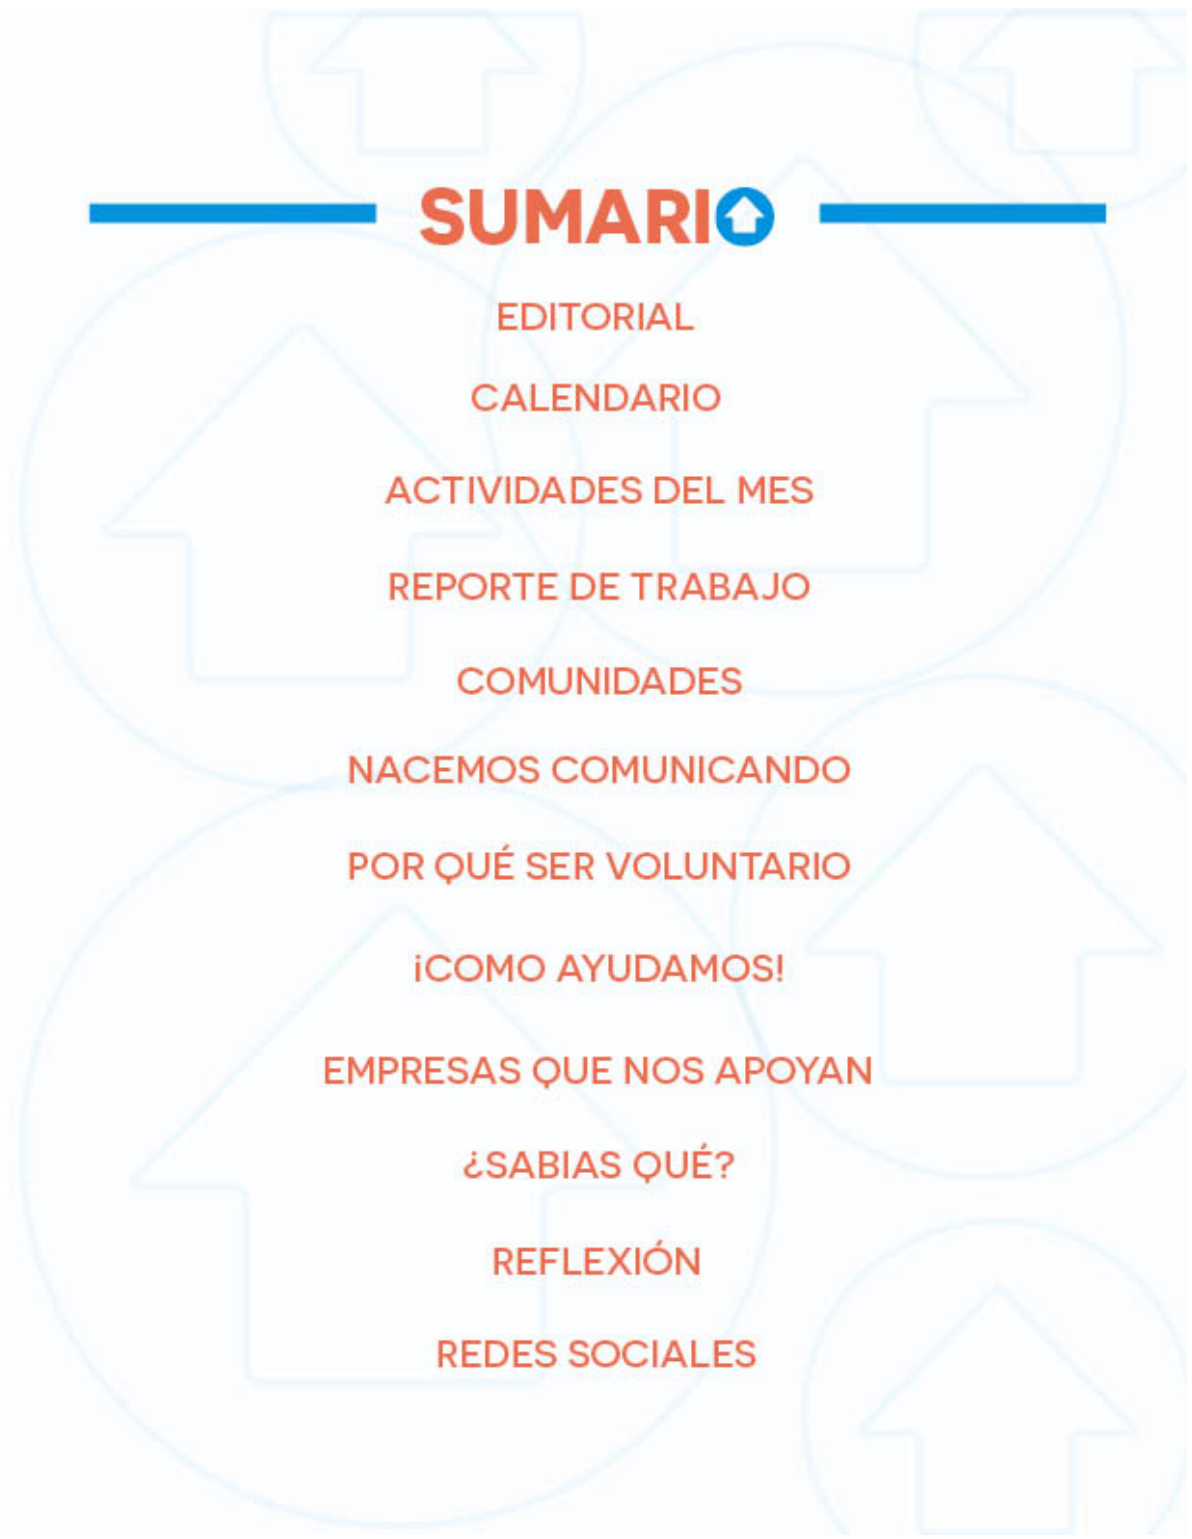 SUMARIO
EDITORIAL
CALENDARIO
ACTIVIDADES DEL MES
REPORTE DE TRABAJO
COMUNIDADES
NACEMOS COMUNICANDO
POR QUÉ SER VOLUNTARIO
¡COMO AYUDAMOS!
EMPRESAS QUE NOS APOYAN
¿SABIAS QUÉ?
REFLEXIÓN
REDES SOCIALES